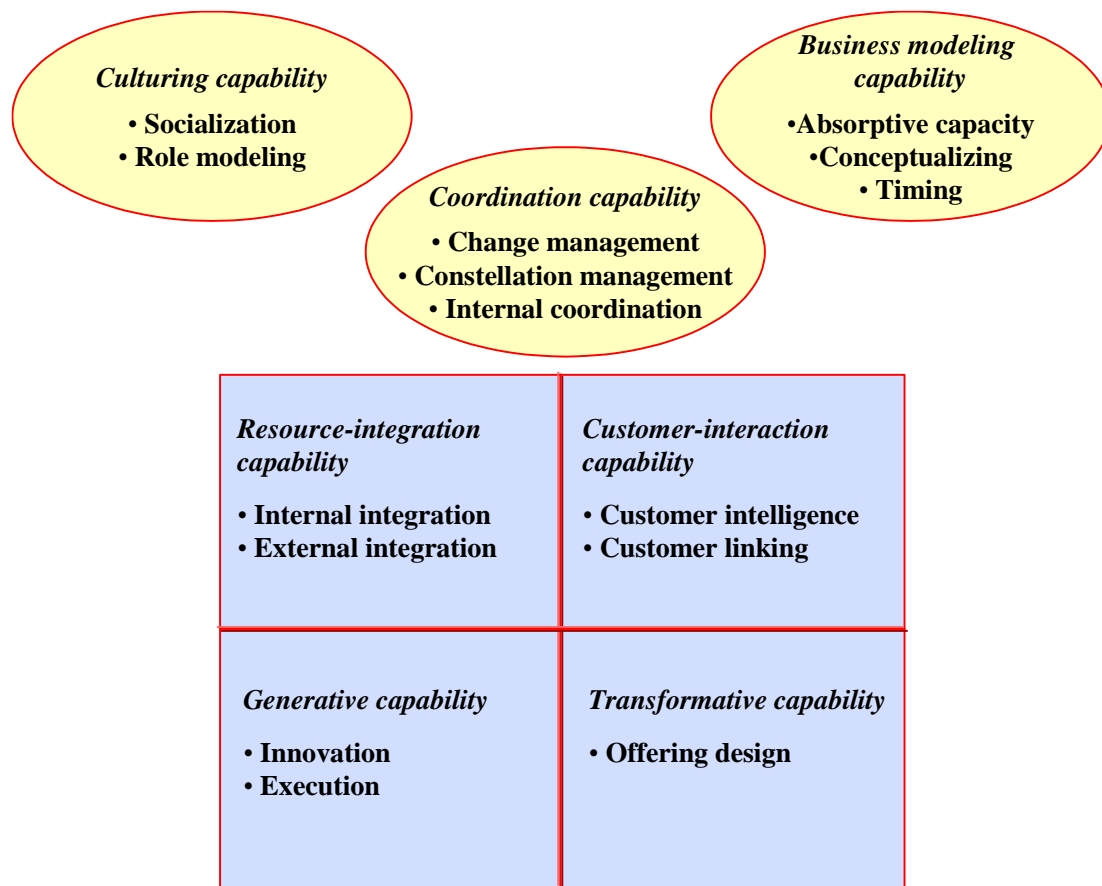 Culturing capability
• Socialization
• Role modeling
Business modeling
capability
•Absorptive capacity
•Conceptualizing
• Timing
Coordination capability
• Change management
• Constellation management
• Internal coordination
Resource-integration
capability
• Internal integration
• External integration
Customer-interaction
capability
• Customer intelligence
• Customer linking
Generative capability
• Innovation
• Execution
Transformative capability
• Offering design